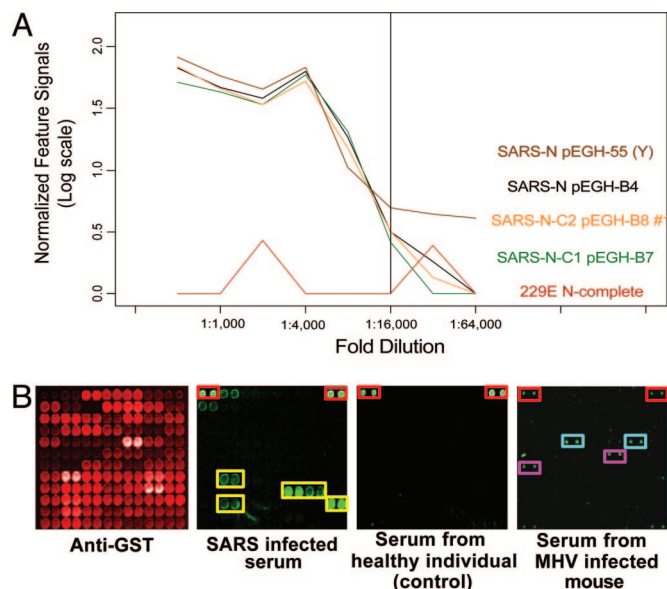 A
Normalized Feature Signals
(Log scale)
2.0
1.5
1.0
0.5
0.0
SARS-N pEGH-55 (Y)
SARS-N pEGH-B4
SARS-N-C2 pEGH-B8 #
SARS-N-C1 pEGH-B7
229E N-complete
1:1,000
1:4,000
1:16,000
1:64,000
Fold Dilution
B
Anti-GST
SARS infected
serum
Serum from
healthy individual
(control)
Serum from
MHV infected
mouse